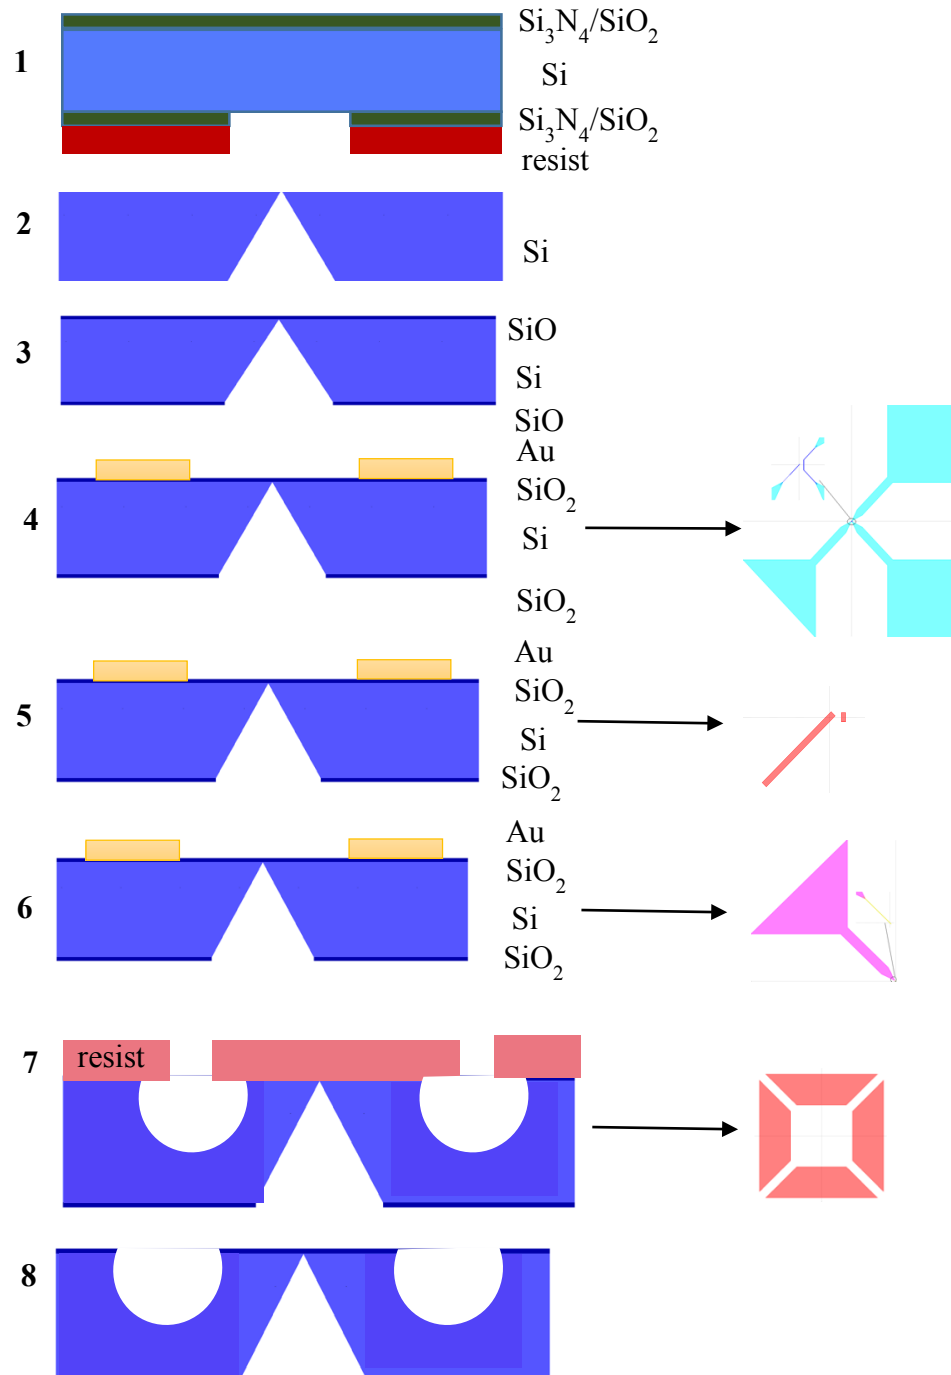 Si₃N₄/SiO₂
1
Si
Si₃N₄/SiO₂
resist
2
Si
SiO
3
Si
SiO
Au
SiO₂
4
Si
SiO₂
Au
SiO₂
5
Si
SiO₂
Au
SiO₂
6
Si
SiO₂
7
resist
8